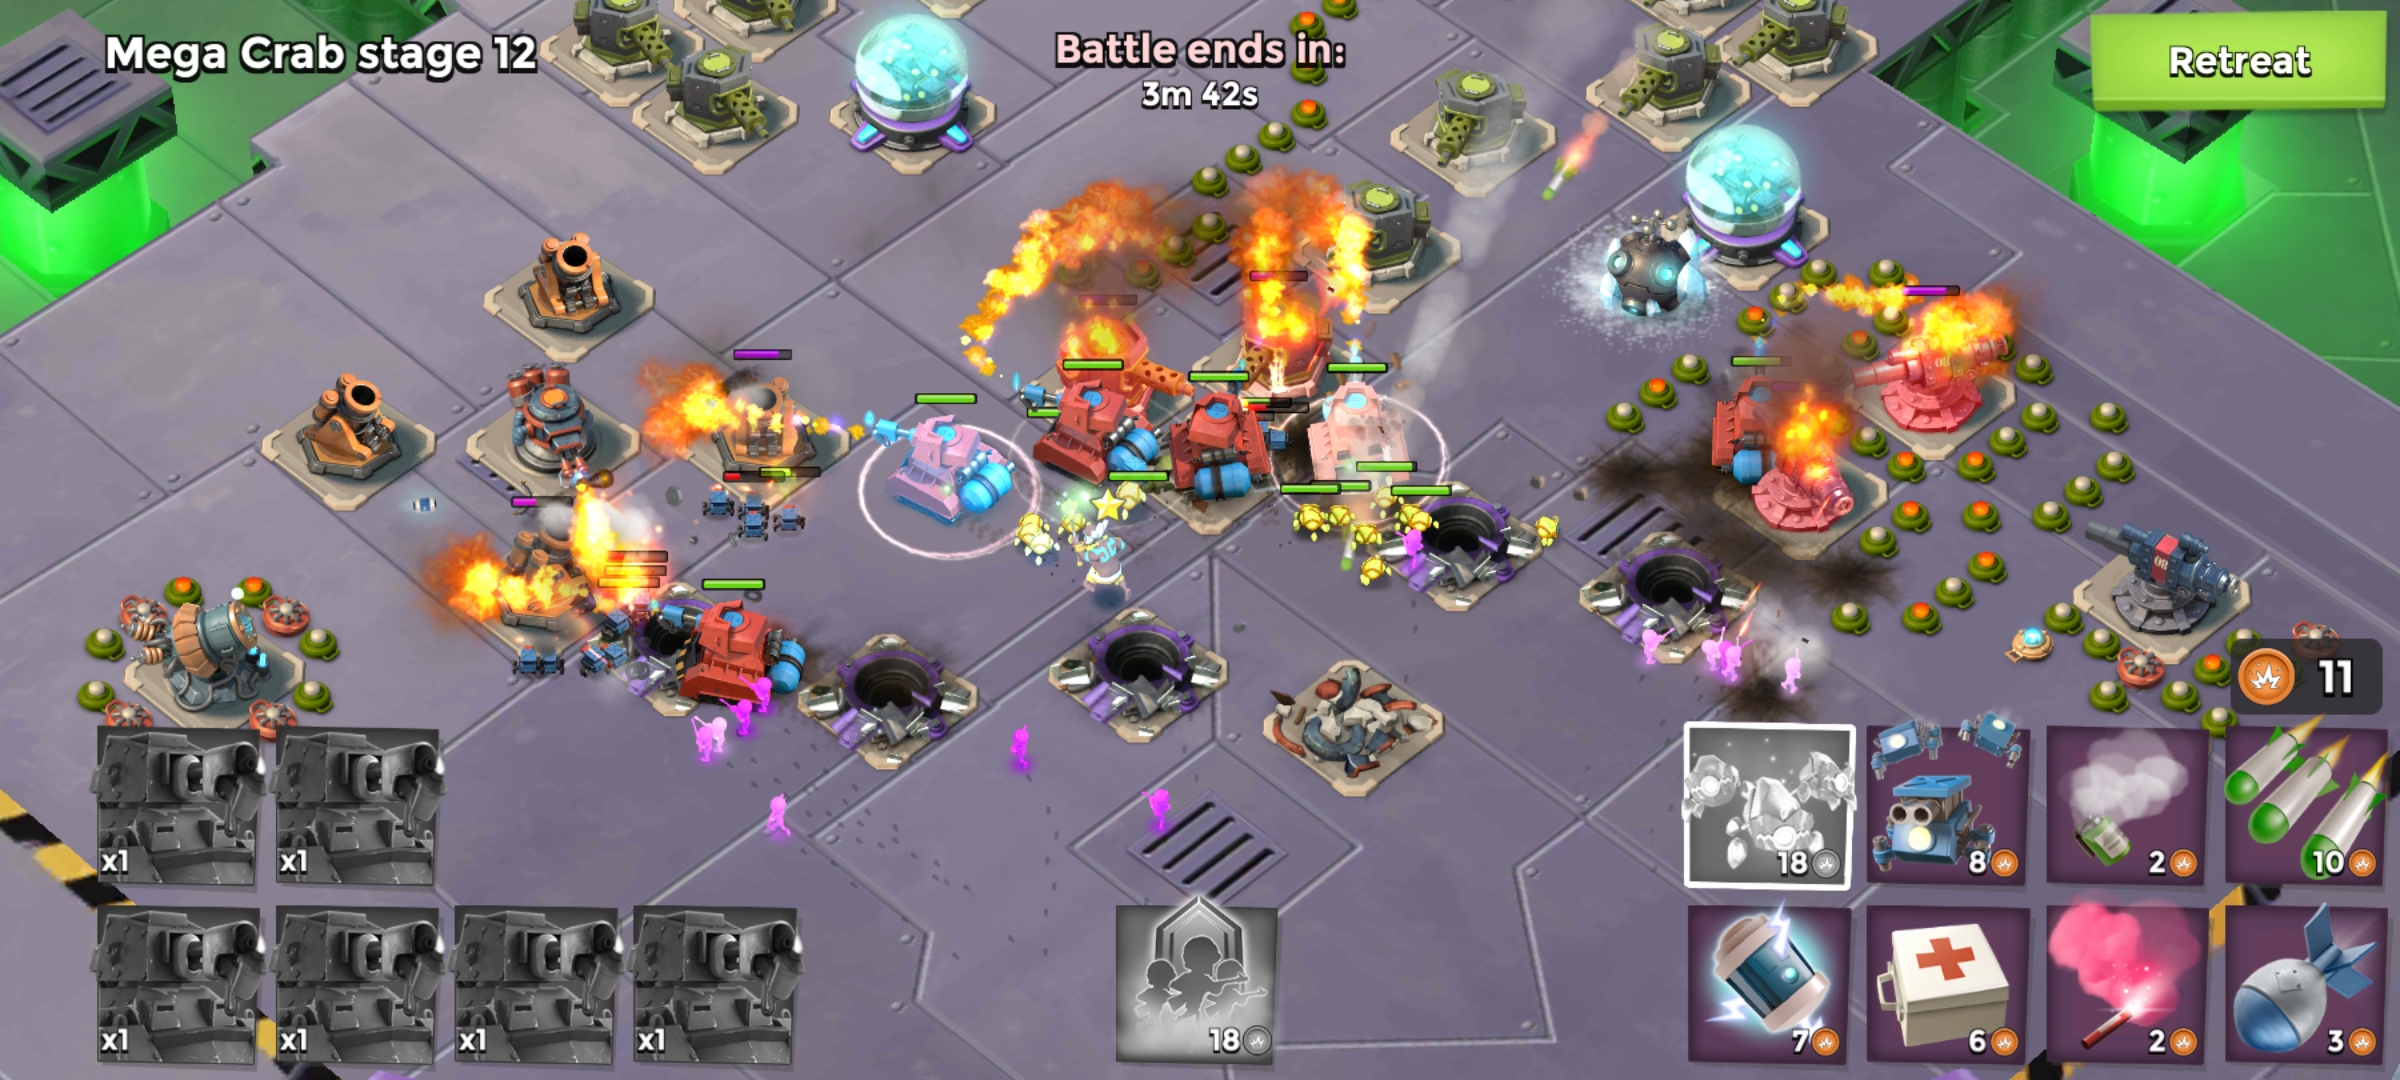 Mega Crab stage 12
Battle ends in:
3m 42s
Retreat
11
x1
x1
18
8
2
10
x1
x1
x1
x1
18
7
6
2
3